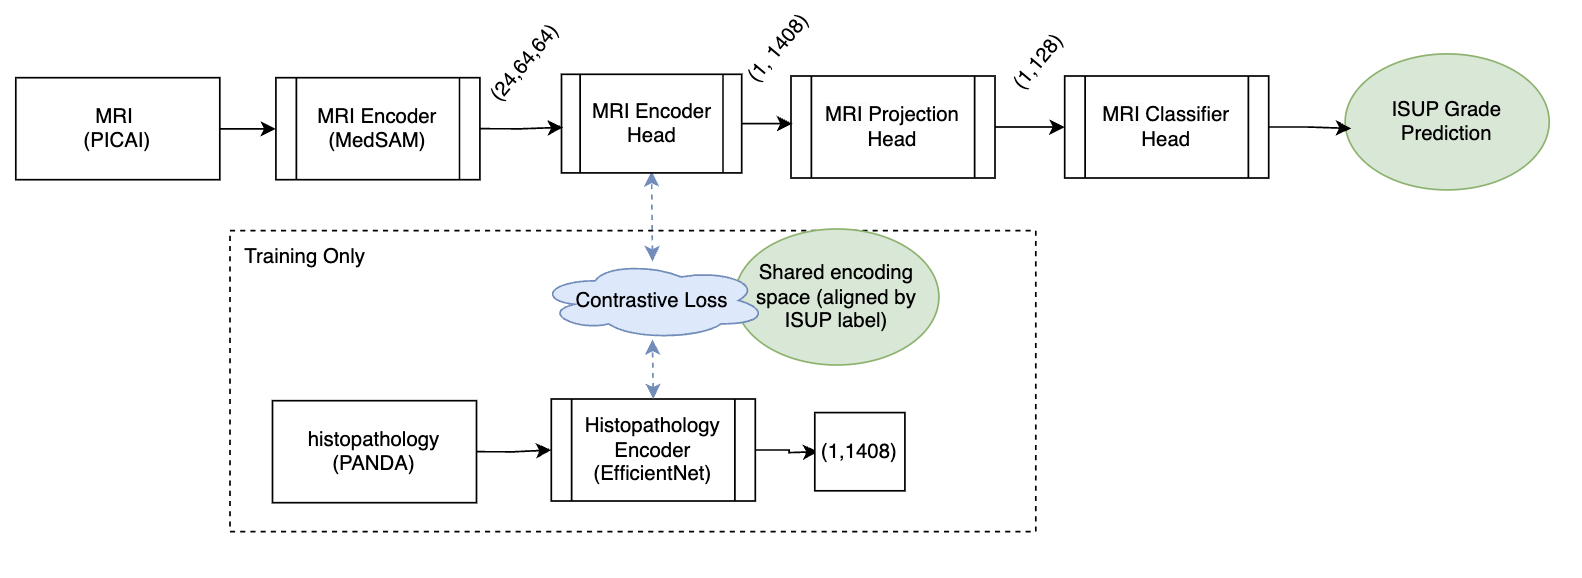 (24,64,64)
(1, 1408)
(1,128)
MRI
(PICAI)
MRI Encoder
(MedSAM)
MRI Encoder
Head
MRI Projection
Head
MRI Classifier
Head
ISUP Grade
Prediction
Training Only
Contrastive Loss
Shared encoding
space (aligned by
ISUP label)
histopathology
(PANDA)
Histopathology
Encoder
(EfficientNet)
(1,1408)